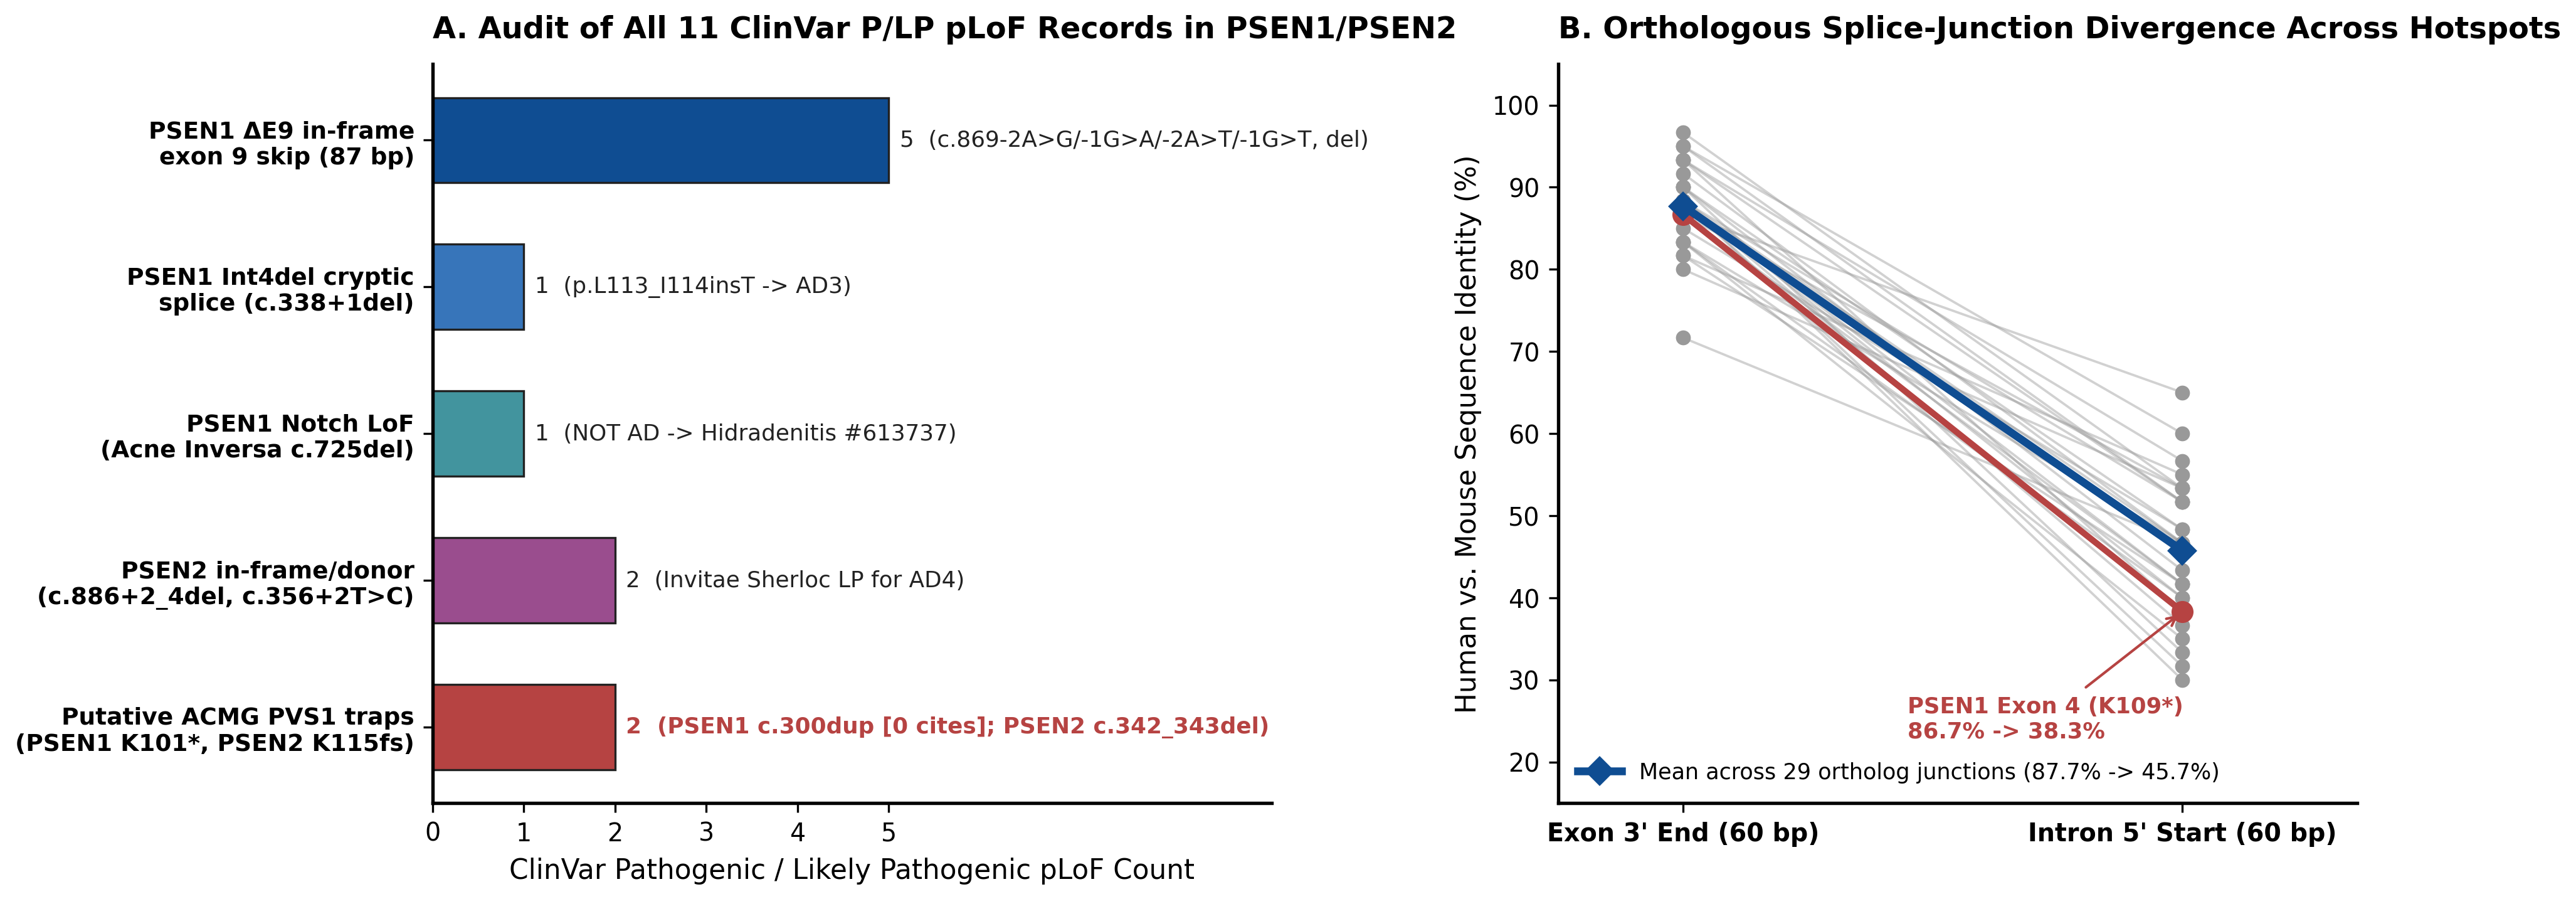 A. Audit of All 11 ClinVar P/LP pLoF Records in PSEN1/PSEN2
PSEN1 ΔE9 in-frame
exon 9 skip (87 bp)
5 (c.869-2A>G/-1G>A/-2A>T/-1G>T, del)
PSEN1 Int4del cryptic
splice (c.338+1del)
1 (p.L113_I114insT -> AD3)
PSEN1 Notch LoF
(Acne Inversa c.725del)
1 (NOT AD -> Hidradenitis #613737)
PSEN2 in-frame/donor
(c.886+2_4del, c.356+2T>C)
2 (Invitae Sherloc LP for AD4)
Putative ACMG PVS1 traps
(PSEN1 K101*, PSEN2 K115fs)
2 (PSEN1 c.300dup [0 cites]; PSEN2 c.342_343del)
0 1 2 3 4 5
ClinVar Pathogenic / Likely Pathogenic pLoF Count
B. Orthologous Splice-Junction Divergence Across Hotspots
Human vs. Mouse Sequence Identity (%)
100
90
80
70
60
50
40
30
20
PSEN1 Exon 4 (K109*)
86.7% -> 38.3%
Mean across 29 ortholog junctions (87.7% -> 45.7%)
Exon 3' End (60 bp) Intron 5' Start (60 bp)